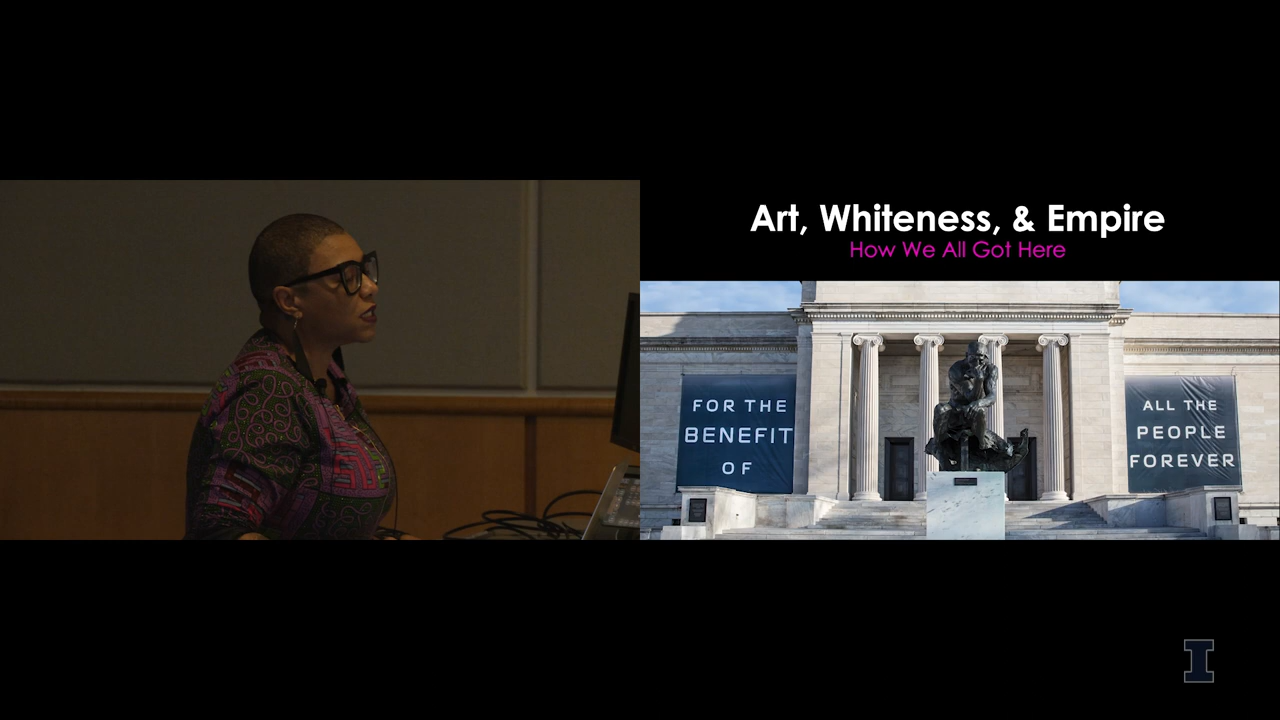 Art, Whiteness, & Empire
How We All Got Here
FOR THE
BENEFIT
OF
ALL THE
PEOPLE
FOREVER
I